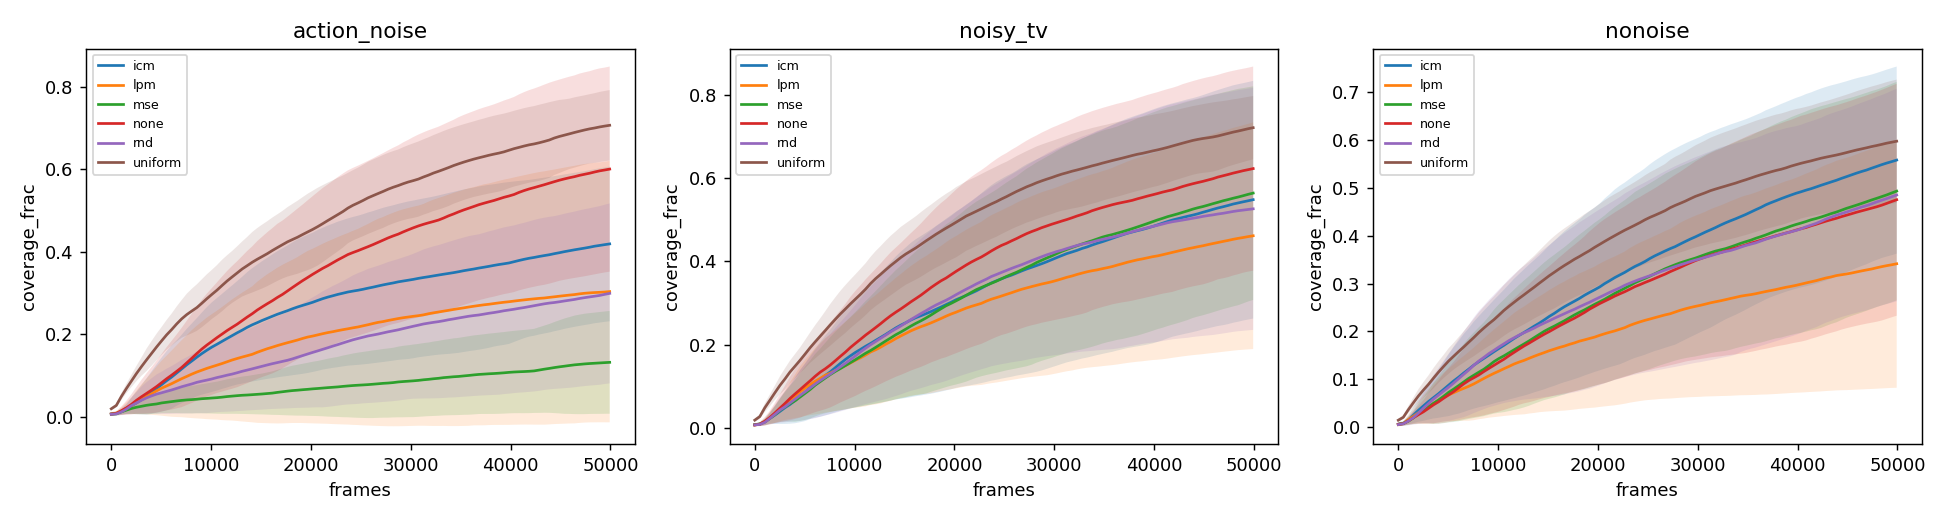 action_noise
coverage_frac
0.8
0.6
0.4
0.2
0.0
icm
lpm
mse
none
rnd
uniform
0 10000 20000 30000 40000 50000
frames
noisy_tv
coverage_frac
0.8
0.6
0.4
0.2
0.0
icm
lpm
mse
none
rnd
uniform
0 10000 20000 30000 40000 50000
frames
nonoise
coverage_frac
0.7
0.6
0.5
0.4
0.3
0.2
0.1
0.0
icm
lpm
mse
none
rnd
uniform
0 10000 20000 30000 40000 50000
frames